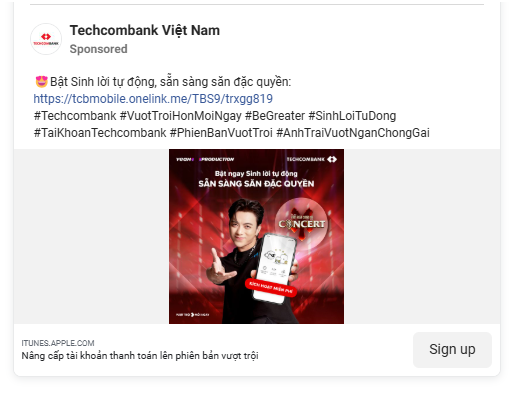 Techcombank Việt Nam
TECHCOMBANK
Sponsored
🤩Bật Sinh lời tự động, sẵn sàng săn đặc quyền:
https://tcbmobile.onelink.me/TBS9/trxgg819
#Techcombank #VuotTroiHonMoiNgay #BeGreater #SinhLoiTuDong
#TaiKhoanTechcombank #PhienBanVuotTroi #AnhTraiVuotNganChongGai
TECHCOMBANK
Bật ngay Sinh lời tự động
SẴN SÀNG SĂN ĐẶC QUYỀN
CONCERT
KÍCH HOẠT MIỄN PHÍ
ITUNES.APPLE.COM
Nâng cấp tài khoản thanh toán lên phiên bản vượt trội
Sign up